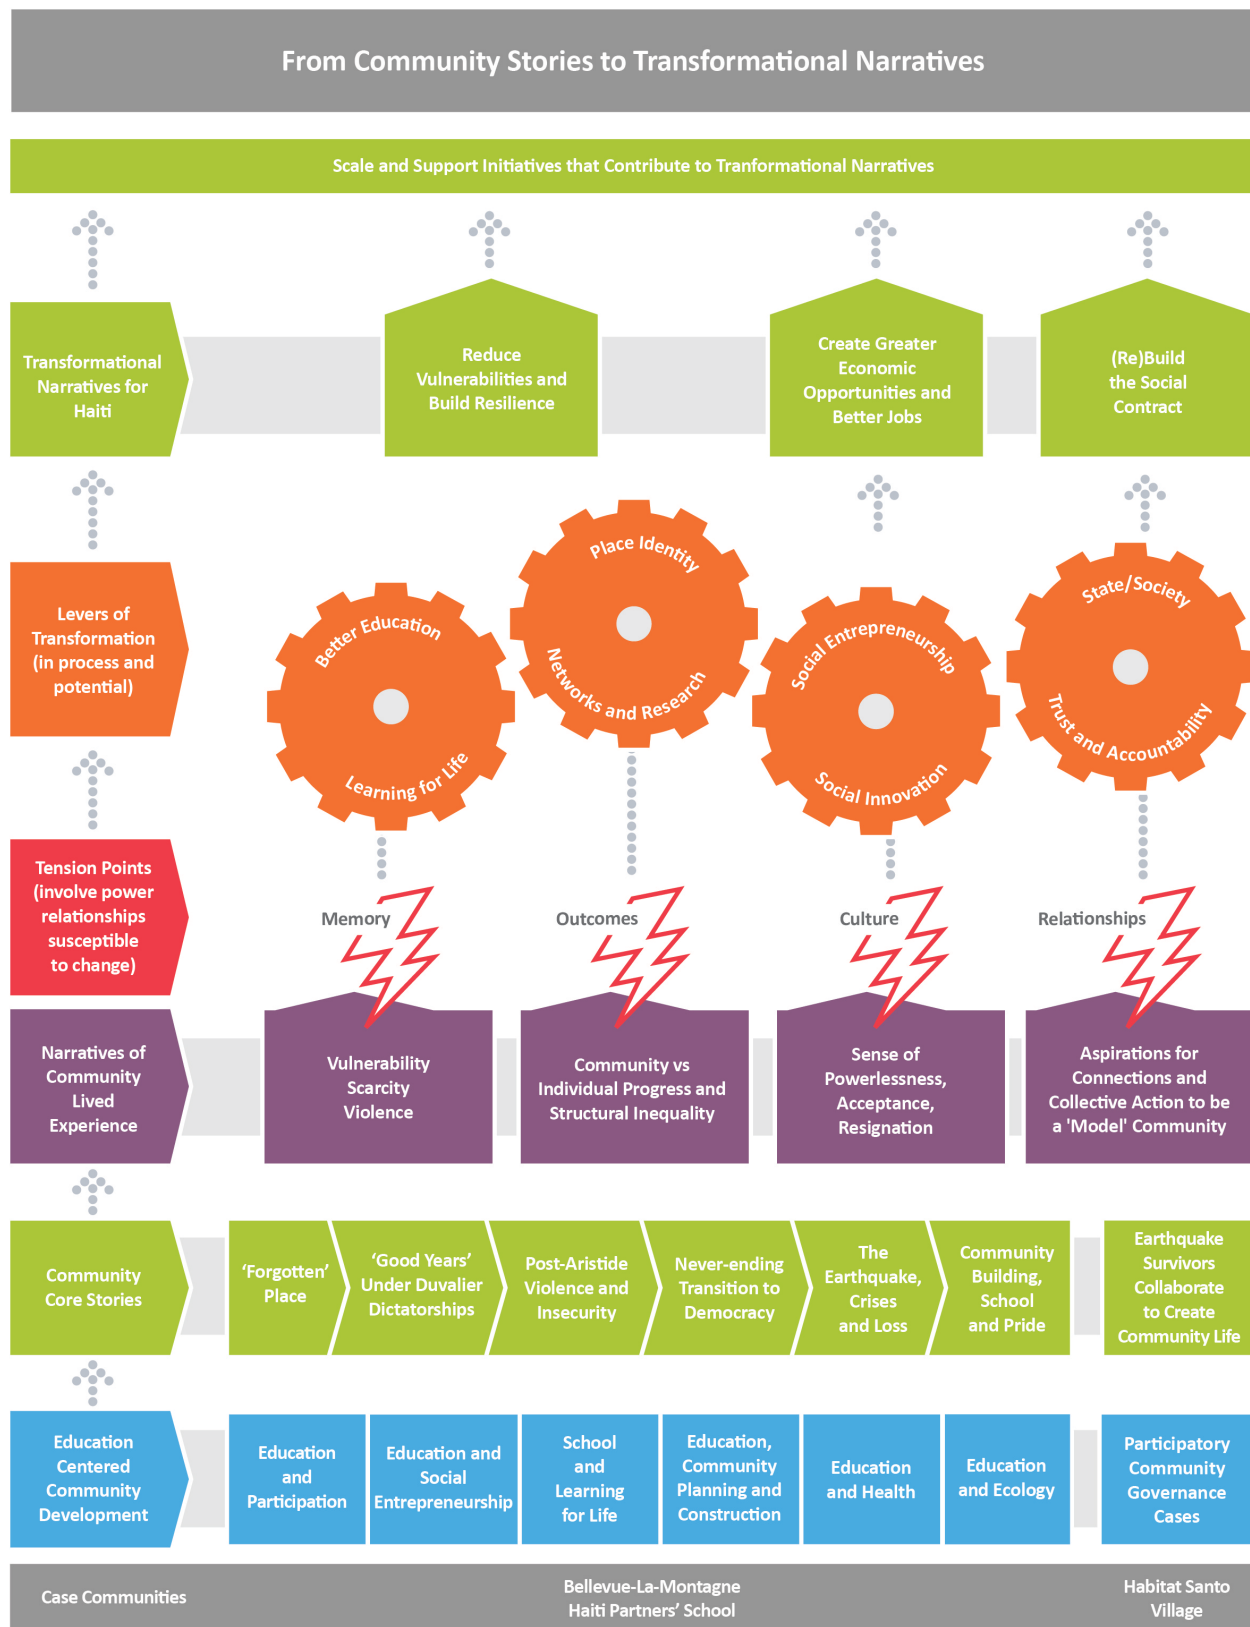 From Community Stories to Transformational Narratives
Scale and Support Initiatives that Contribute to Tranformational Narratives
Transformational
Narratives for
Haiti
Reduce
Vulnerabilities and
Build Resilience
Create Greater
Economic
Opportunities and
Better Jobs
(Re)Build
the Social
Contract
Levers of
Transformation
(in process and
potential)
Better Education
Learning for Life
Place Identity
Networks and Research
Social Entrepreneurship
Social Innovation
State/Society
Trust and Accountability
Tension Points
(involve power
relationships
susceptible
to change)
Memory
Outcomes
Culture
Relationships
Narratives of
Community
Lived
Experience
Vulnerability
Scarcity
Violence
Community vs
Individual Progress and
Structural Inequality
Sense of
Powerlessness,
Acceptance,
Resignation
Aspirations for
Connections and
Collective Action to be
a 'Model' Community
Community
Core Stories
‘Forgotten’
Place
‘Good Years’
Under Duvalier
Dictatorships
Post-Aristide
Violence and
Insecurity
Never-ending
Transition to
Democracy
The
Earthquake,
Crises
and Loss
Community
Building,
School
and Pride
Earthquake
Survivors
Collaborate
to Create
Community Life
Education
Centered
Community
Development
Education
and
Participation
Education and
Social
Entrepreneurship
School
and
Learning
for Life
Education,
Community
Planning and
Construction
Education
and Health
Education
and Ecology
Participatory
Community
Governance
Cases
Case Communities
Bellevue-La-Montagne
Haiti Partners’ School
Habitat Santo
Village